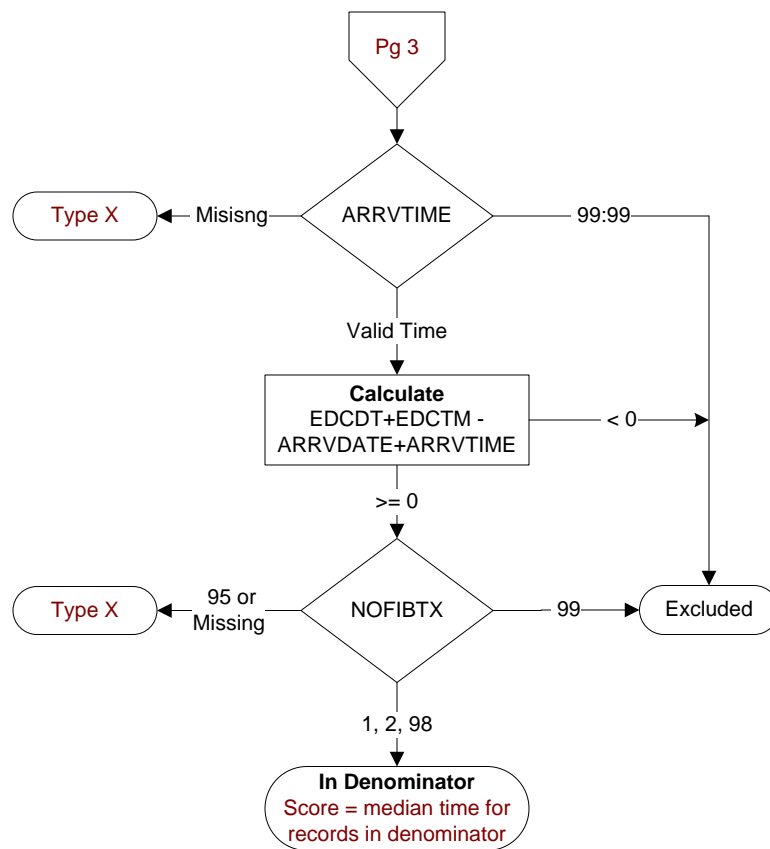 Pg 3
ARRVTIME
Type X
Misisng
99:99
Valid Time
Calculate
EDCDT+EDCTM -
ARRVDATE+ARRVTIME
< 0
>= 0
NOFIBTX
Type X
95 or
Missing
99
Excluded
1, 2, 98
In Denominator
Score = median time for
records in denominator